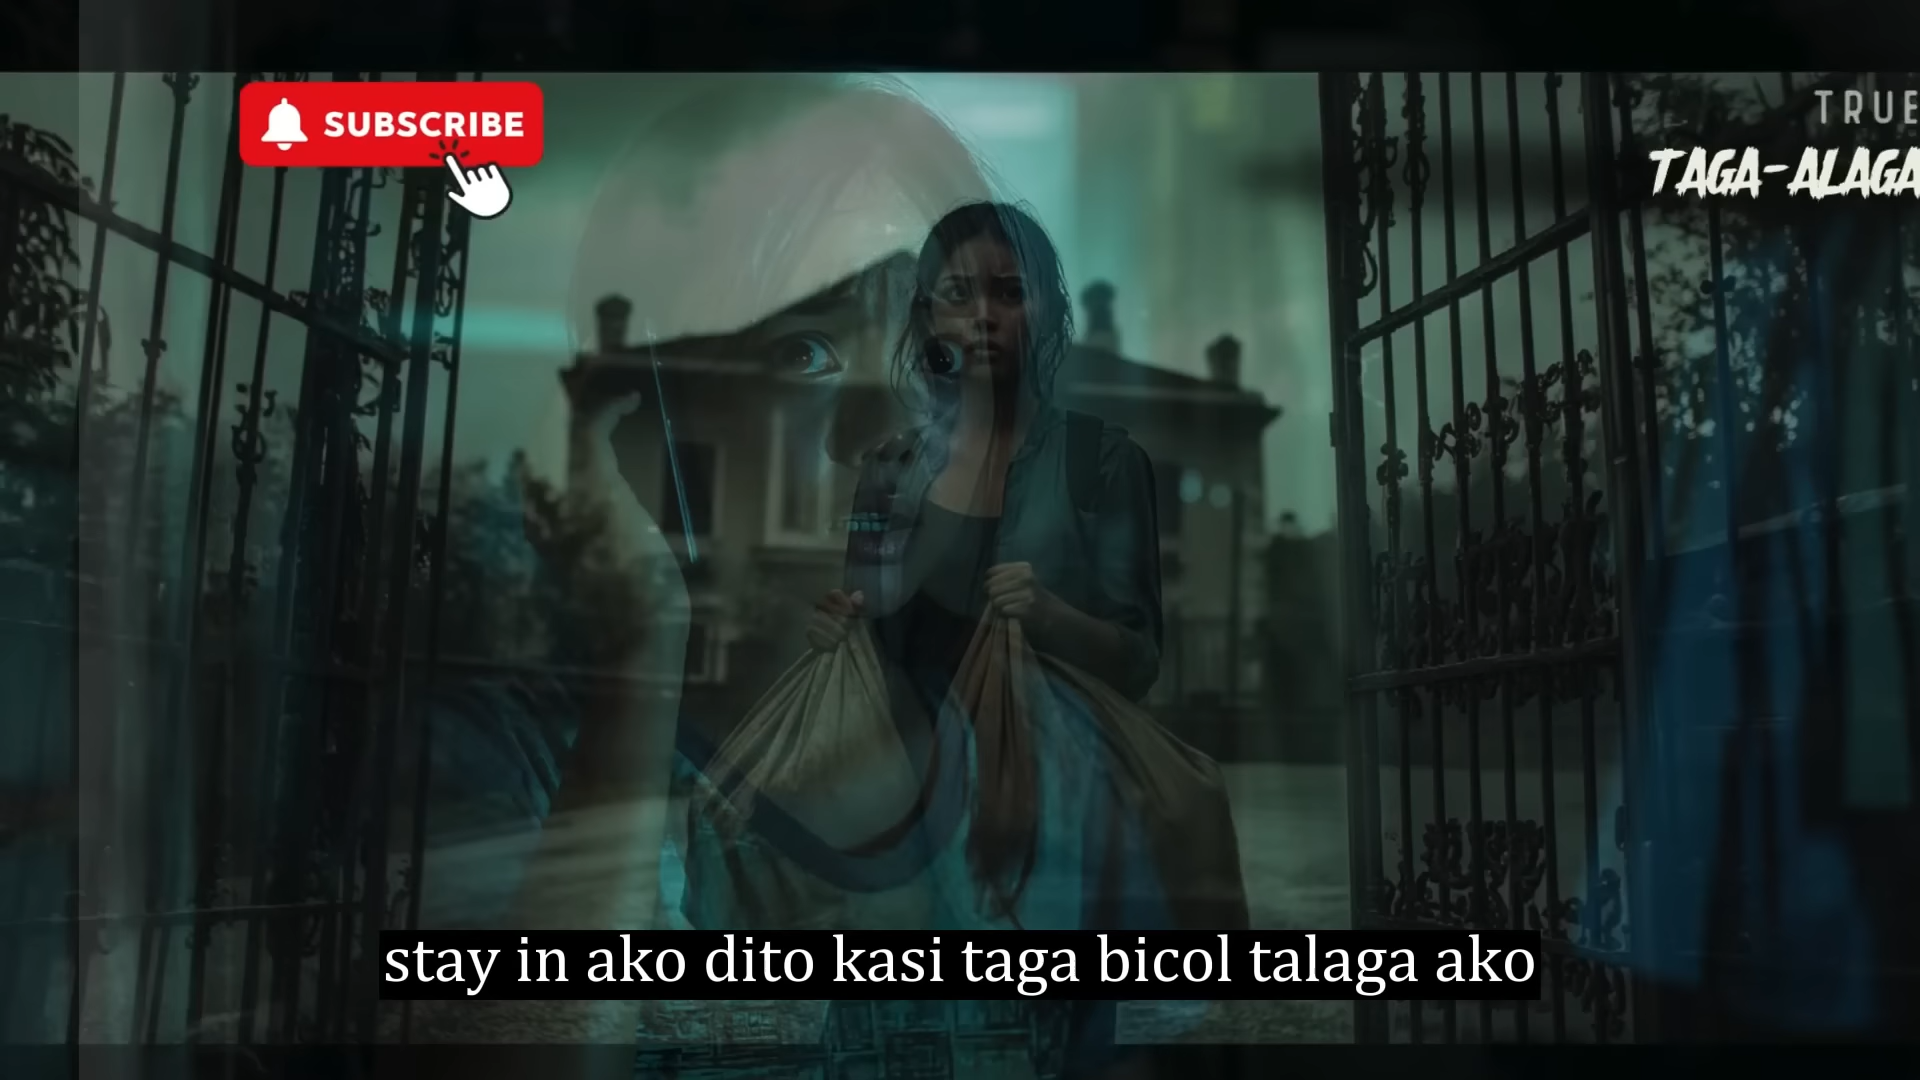 SUBSCRIBE
TRUE
TAGA-ALAGA
stay in ako dito kasi taga bicol talaga ako